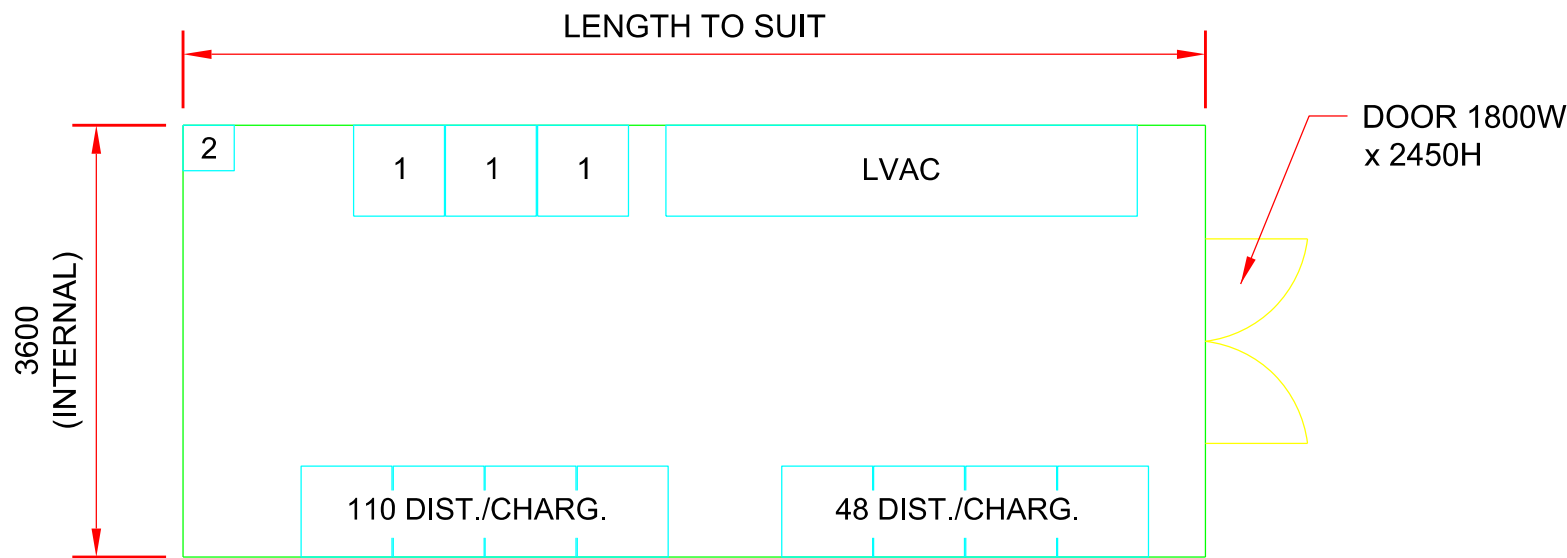 LENGTH TO SUIT
DOOR 1800W
x 2450H
2
1
1
1
LVAC
3600
(INTERNAL)
110 DIST./CHARG.
48 DIST./CHARG.